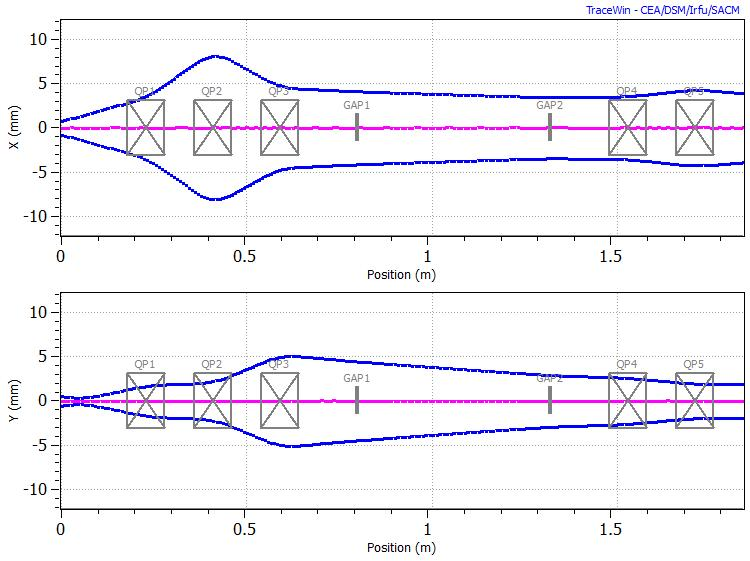 TraceWin - CEA/DSM/Irfu/SACM
X (mm)
10
5
0
-5
-10
QP1
QP2
QP3
GAP1
GAP2
QP4
QP5
0
0.5
1
1.5
Position (m)
Y (mm)
10
5
0
-5
-10
QP1
QP2
QP3
GAP1
GAP2
QP4
QP5
0
0.5
1
1.5
Position (m)